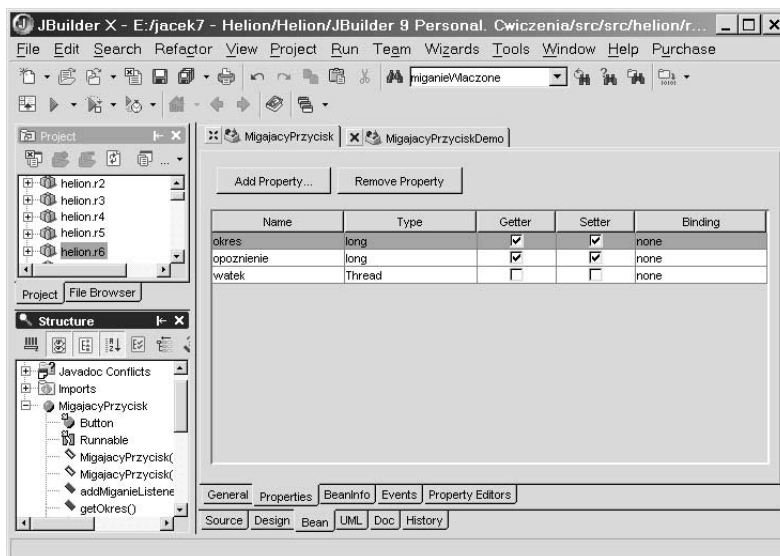 JBuilder X - E:/jacek7 - Helion/Helion/JBuilder 9 Personal. Cwiczenia/src/src/helion/r...
File Edit Search Refactor View Project Run Team Wizards Tools Window Help Purchase
miganieWlaczone
Project
helion.r2
helion.r3
helion.r4
helion.r5
helion.r6
Project File Browser
Structure
Javadoc Conflicts
Imports
MigajacyPrzycisk
Button
Runnable
MigajacyPrzycisk(
MigajacyPrzycisk(
addMiganieListene
getOkres()
MigajacyPrzycisk MigajacyPrzyciskDemo
Add Property... Remove Property
Name Type Getter Setter Binding
okres long none
opoznienie long none
watek Thread none
General Properties BeanInfo Events Property Editors
Source Design Bean UML Doc History